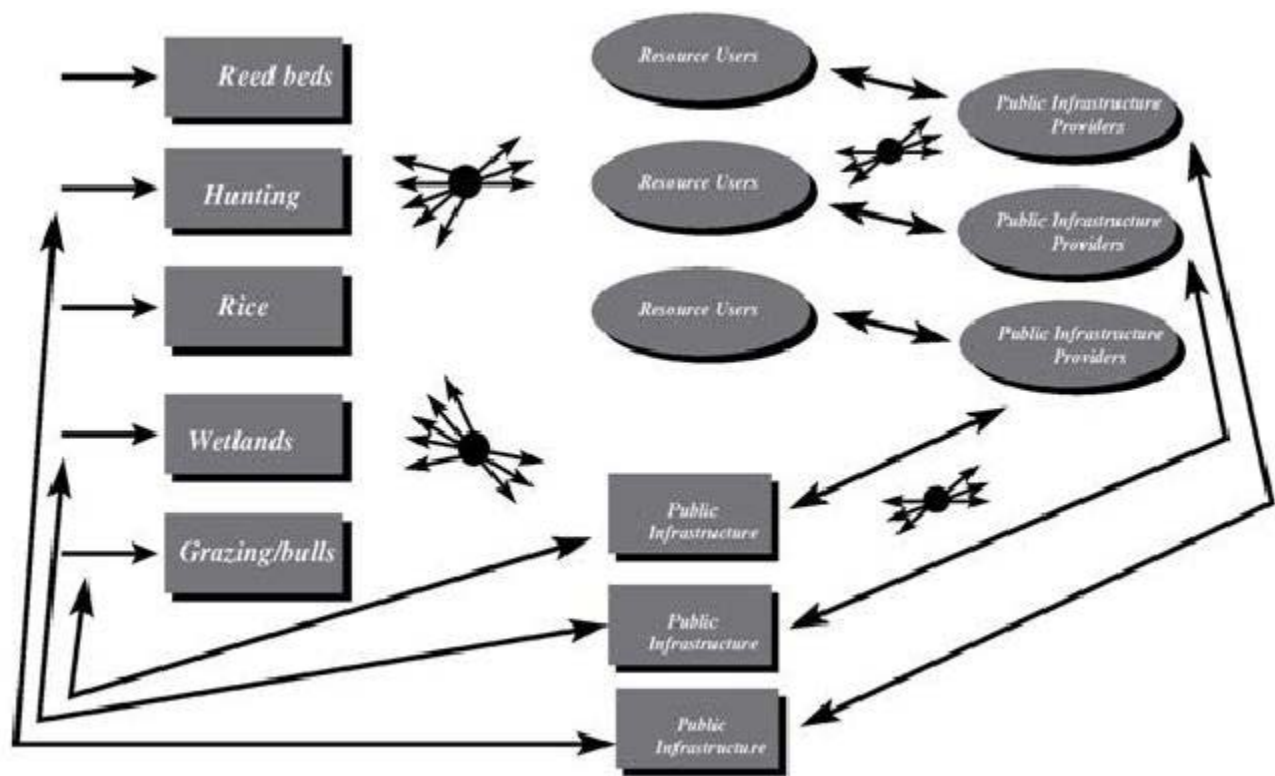 Reed beds
Hunting
Rice
Wetlands
Grazing/bulls
Resource Users
Resource Users
Resource Users
Public Infrastructure
Providers
Public Infrastructure
Providers
Public Infrastructure
Providers
Public
Infrastructure
Public
Infrastructure
Public
Infrastructure